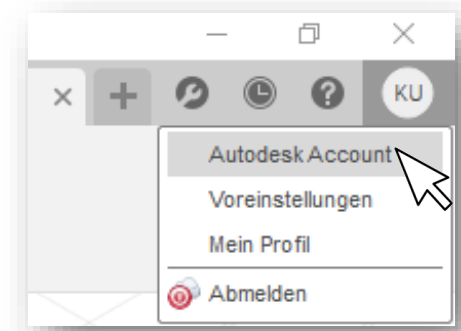 KU
Autodesk Account
Voreinstellungen
Mein Profil
Abmelden